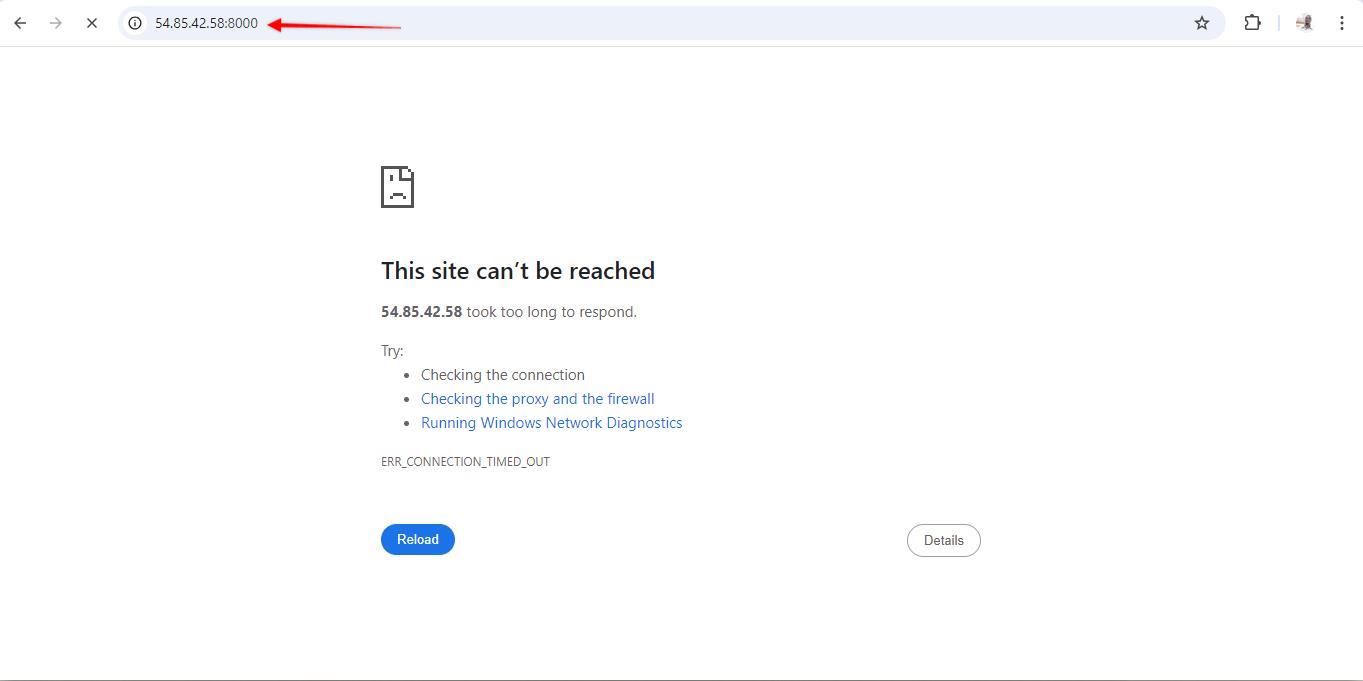 54.85.42.58:8000
This site can’t be reached
54.85.42.58 took too long to respond.
Try:
• Checking the connection
• Checking the proxy and the firewall
• Running Windows Network Diagnostics
ERR_CONNECTION_TIMED_OUT
Reload
Details